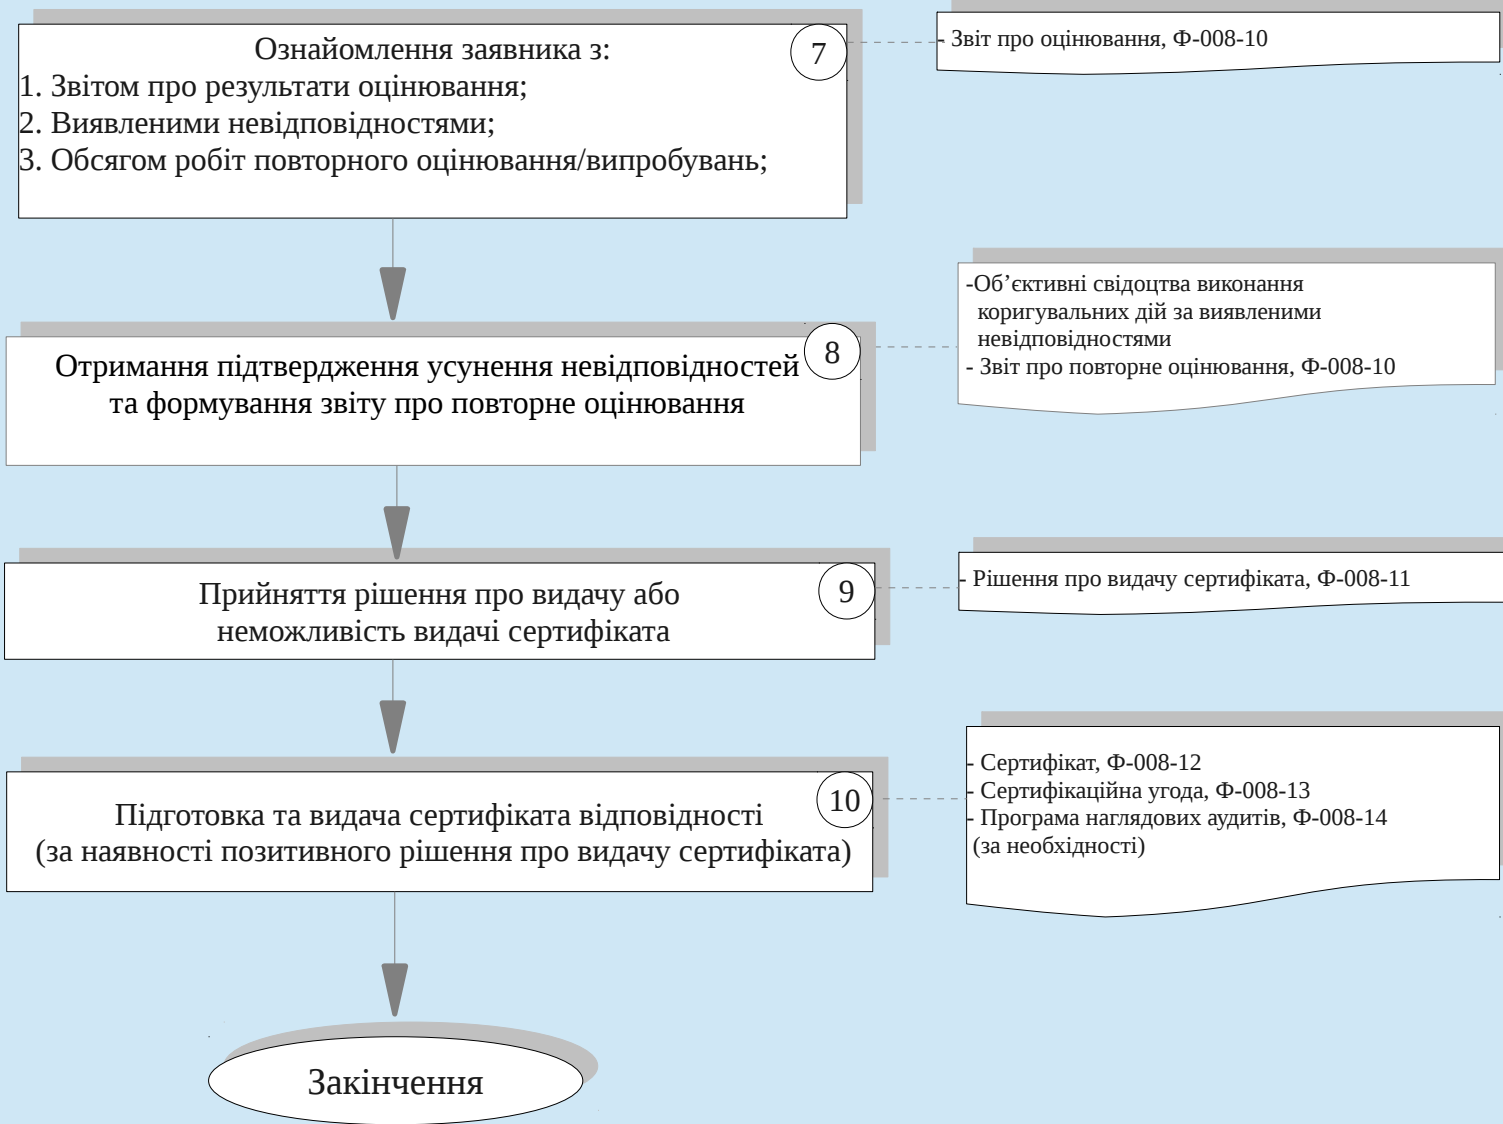 Ознайомлення заявника з:
1. Звітом про результати оцінювання;
2. Виявленими невідповідностями;
3. Обсягом робіт повторного оцінювання/випробувань;
7
- Звіт про оцінювання, Ф-008-10
Отримання підтвердження усунення невідповідностей
та формування звіту про повторне оцінювання
8
-Об’єктивні свідоцтва виконання
коригувальних дій за виявленими
невідповідностями
- Звіт про повторне оцінювання, Ф-008-10
Прийняття рішення про видачу або
неможливість видачі сертифіката
9
- Рішення про видачу сертифіката, Ф-008-11
Підготовка та видача сертифіката відповідності
(за наявності позитивного рішення про видачу сертифіката)
10
- Сертифікат, Ф-008-12
- Сертифікаційна угода, Ф-008-13
- Програма наглядових аудитів, Ф-008-14
(за необхідності)
Закінчення